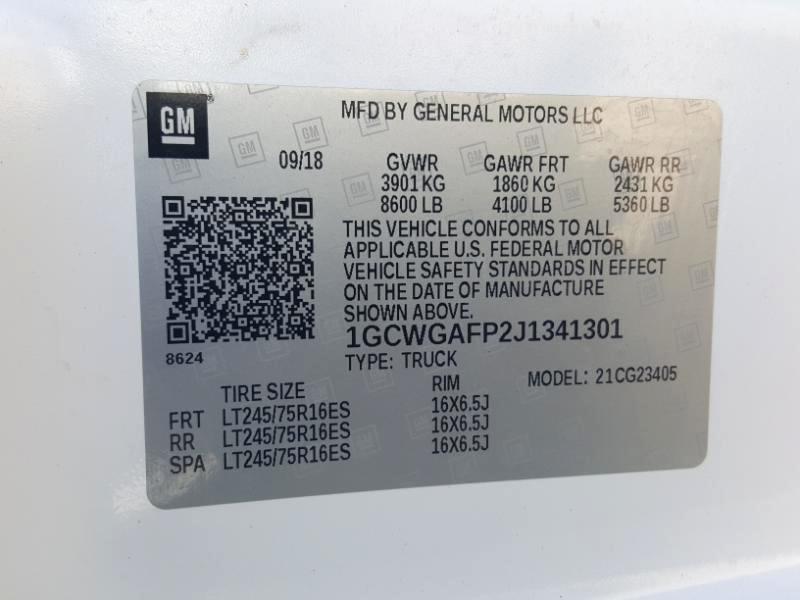 GM
MFD BY GENERAL MOTORS LLC
09/18 GVWR GAWR FRT GAWR RR
3901 KG 1860 KG 2431 KG
8600 LB 4100 LB 5360 LB
THIS VEHICLE CONFORMS TO ALL
APPLICABLE U.S. FEDERAL MOTOR
VEHICLE SAFETY STANDARDS IN EFFECT
ON THE DATE OF MANUFACTURE
SHOWN ABOVE.
1GCWGAFP2J1341301
8624
TYPE: TRUCK MODEL: 21CG23405
TIRE SIZE RIM
FRT LT245/75R16ES 16X6.5J
RR LT245/75R16ES 16X6.5J
SPA LT245/75R16ES 16X6.5J